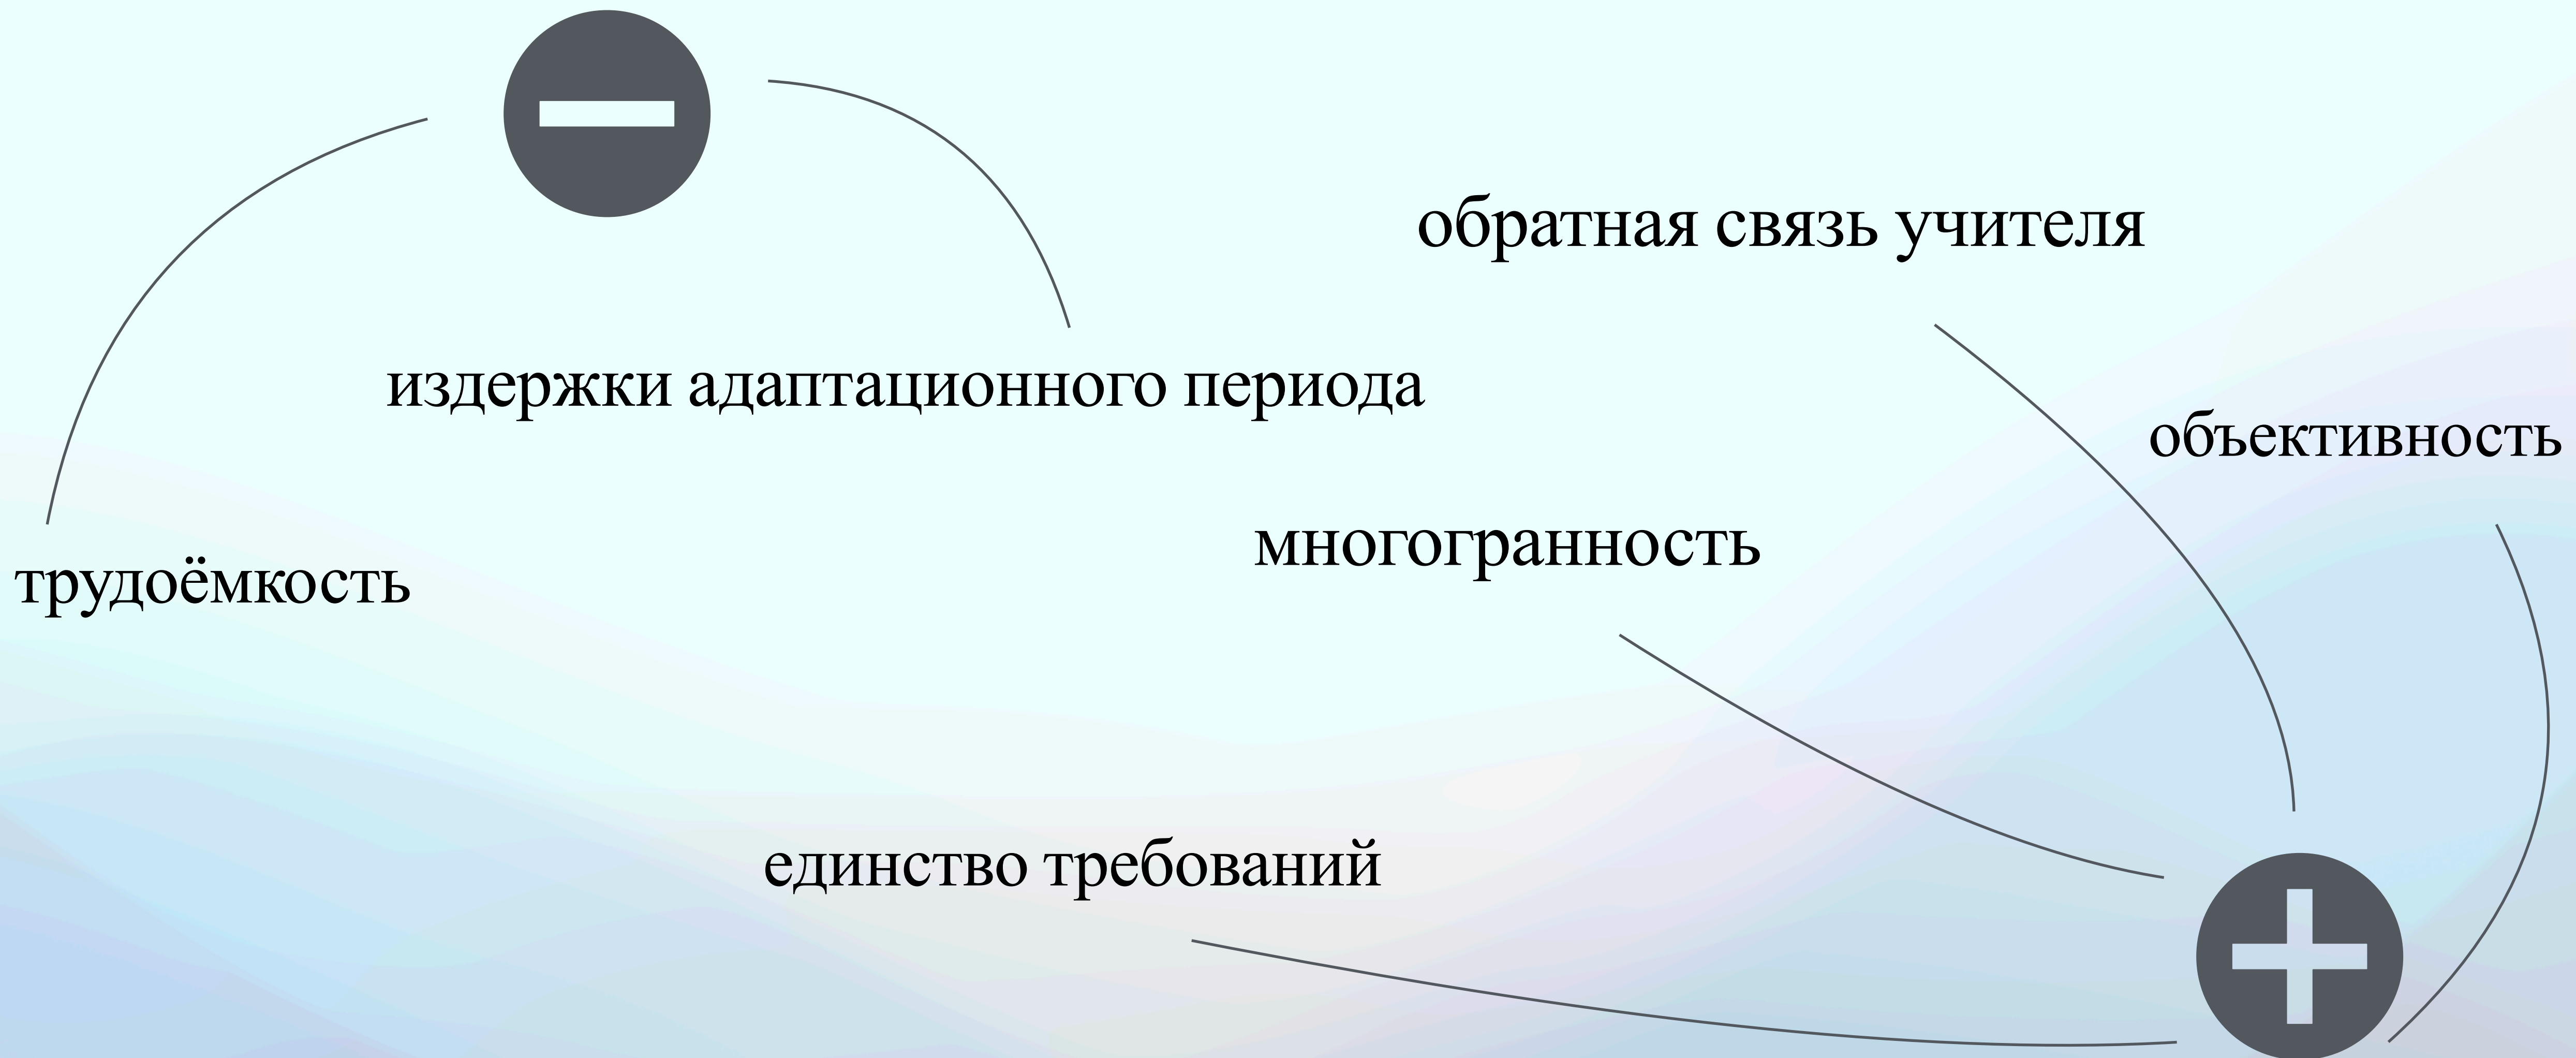 обратная связь учителя
издержки адаптационного периода
объективность
многогранность
трудоёмкость
единство требований